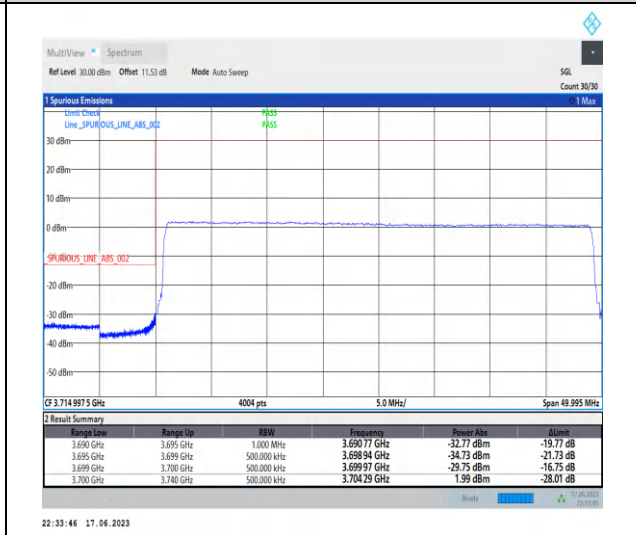 MultiView Spectrum
Ref Level 30.00 dBm Offset 11.53 dB Mode Auto Sweep SGL
Count 30/30
1 Spurious Emissions 1 Max
Limit Check PASS
Line _SPURIOUS_LINE_ABS_002 PASS
30 dBm
20 dBm
10 dBm
0 dBm
_SPURIOUS_LINE_ABS_002
-20 dBm
-30 dBm
-40 dBm
-50 dBm
CF 3.714 997 5 GHz 4004 pts 5.0 MHz/ Span 49.995 MHz
2 Result Summary
Range Low Range Up RBW Frequency Power Abs ΔLimit
3.690 GHz 3.695 GHz 1.000 MHz 3.690 77 GHz -32.77 dBm -19.77 dB
3.695 GHz 3.699 GHz 500.000 kHz 3.698 94 GHz -34.73 dBm -21.73 dB
3.699 GHz 3.700 GHz 500.000 kHz 3.699 97 GHz -29.75 dBm -16.75 dB
3.700 GHz 3.740 GHz 500.000 kHz 3.704 29 GHz 1.99 dBm -28.01 dB
Ready 17.06.2023
22:33:45
22:33:46 17.06.2023